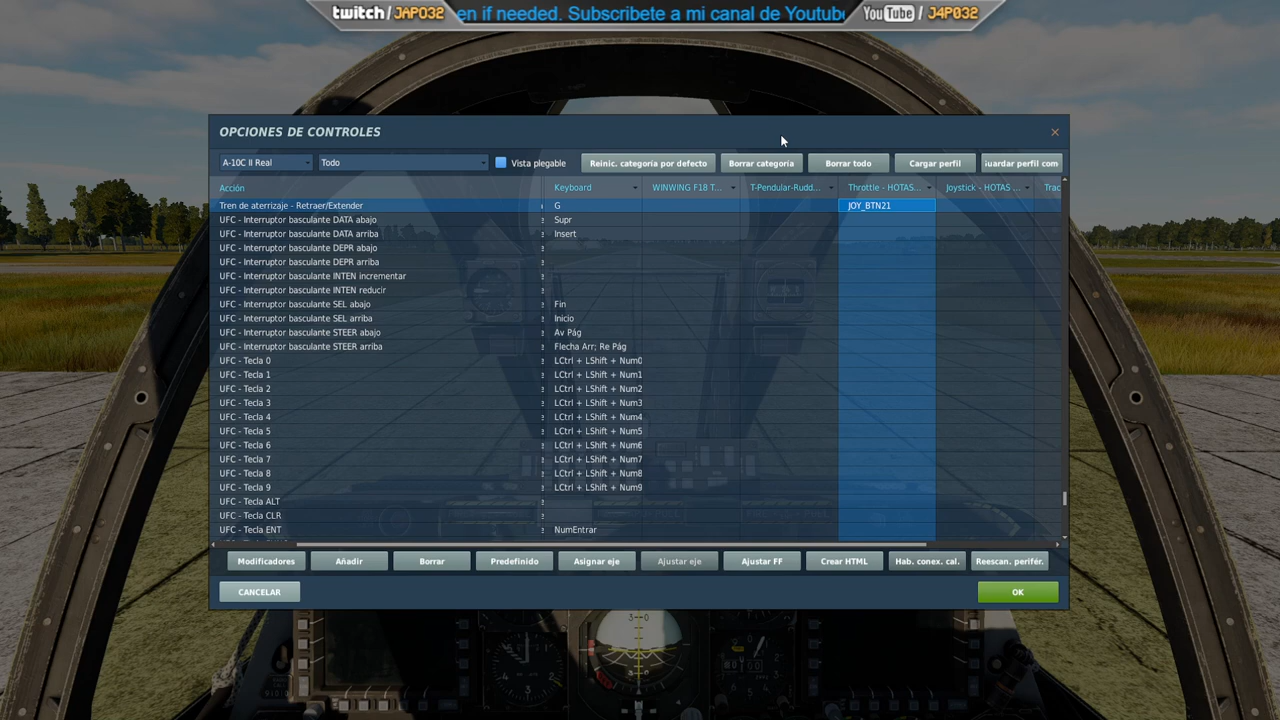 twitch / JAPO32 en if needed. Subscribete a mi canal de Youtube YouTube / J4P032
OPCIONES DE CONTROLES
A-10C II Real Todo Vista plegable Reinic. categoría por defecto Borrar categoría Borrar todo Cargar perfil iuardar perfil com
Acción Keyboard WINWING F18 T... T-Pendular-Rudd... Throttle - HOTAS... Joystick - HOTAS ... Trac
Tren de aterrizaje - Retraer/Extender G JOY_BTN21
UFC - Interruptor basculante DATA abajo Supr
UFC - Interruptor basculante DATA arriba Insert
UFC - Interruptor basculante DEPR abajo
UFC - Interruptor basculante DEPR arriba
UFC - Interruptor basculante INTEN incrementar
UFC - Interruptor basculante INTEN reducir
UFC - Interruptor basculante SEL abajo Fin
UFC - Interruptor basculante SEL arriba Inicio
UFC - Interruptor basculante STEER abajo Av Pág
UFC - Interruptor basculante STEER arriba Flecha Arr; Re Pág
UFC - Tecla 0 LCtrl + LShift + Num0
UFC - Tecla 1 LCtrl + LShift + Num1
UFC - Tecla 2 LCtrl + LShift + Num2
UFC - Tecla 3 LCtrl + LShift + Num3
UFC - Tecla 4 LCtrl + LShift + Num4
UFC - Tecla 5 LCtrl + LShift + Num5
UFC - Tecla 6 LCtrl + LShift + Num6
UFC - Tecla 7 LCtrl + LShift + Num7
UFC - Tecla 8 LCtrl + LShift + Num8
UFC - Tecla 9 LCtrl + LShift + Num9
UFC - Tecla ALT
UFC - Tecla CLR
UFC - Tecla ENT NumEntrar
Modificadores Añadir Borrar Predefinido Asignar eje Ajustar eje Ajustar FF Crear HTML Hab. conex. cal. Reescan. perifér.
CANCELAR OK